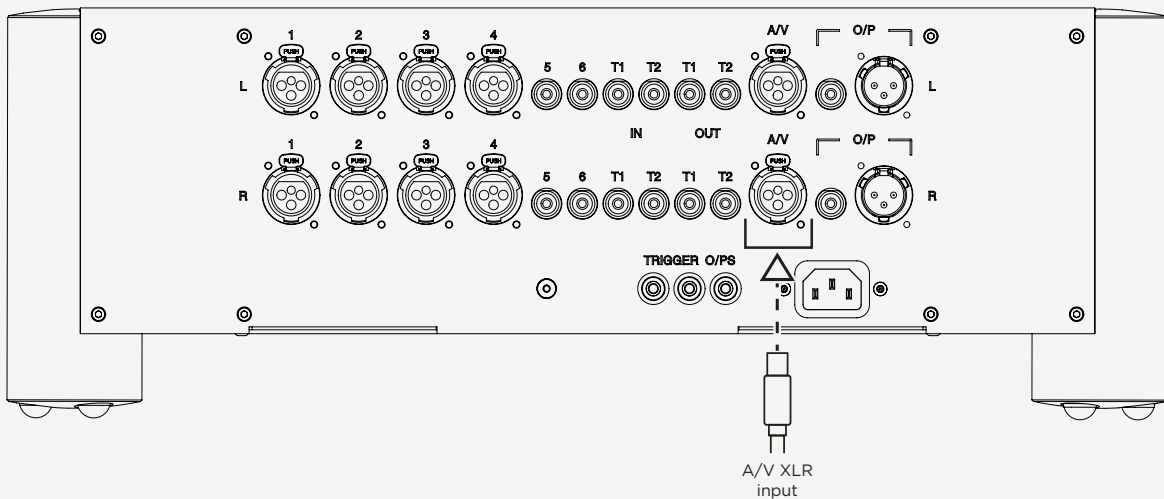 A/V O/P
1 2 3 4
PUSH PUSH PUSH PUSH PUSH
5 6 T1 T2 T1 T2
L L
IN OUT
A/V O/P
1 2 3 4
PUSH PUSH PUSH PUSH PUSH
5 6 T1 T2 T1 T2
R R
TRIGGER O/PS
A/V XLR
input